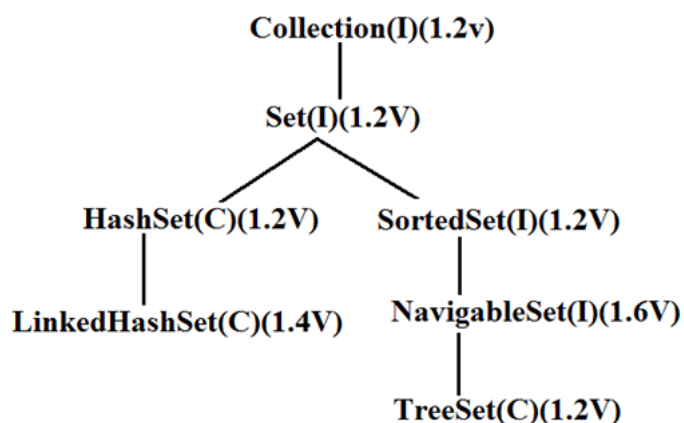 Collection(I)(1.2v)
Set(I)(1.2V)
HashSet(C)(1.2V)
SortedSet(I)(1.2V)
LinkedHashSet(C)(1.4V)
NavigableSet(I)(1.6V)
TreeSet(C)(1.2V)